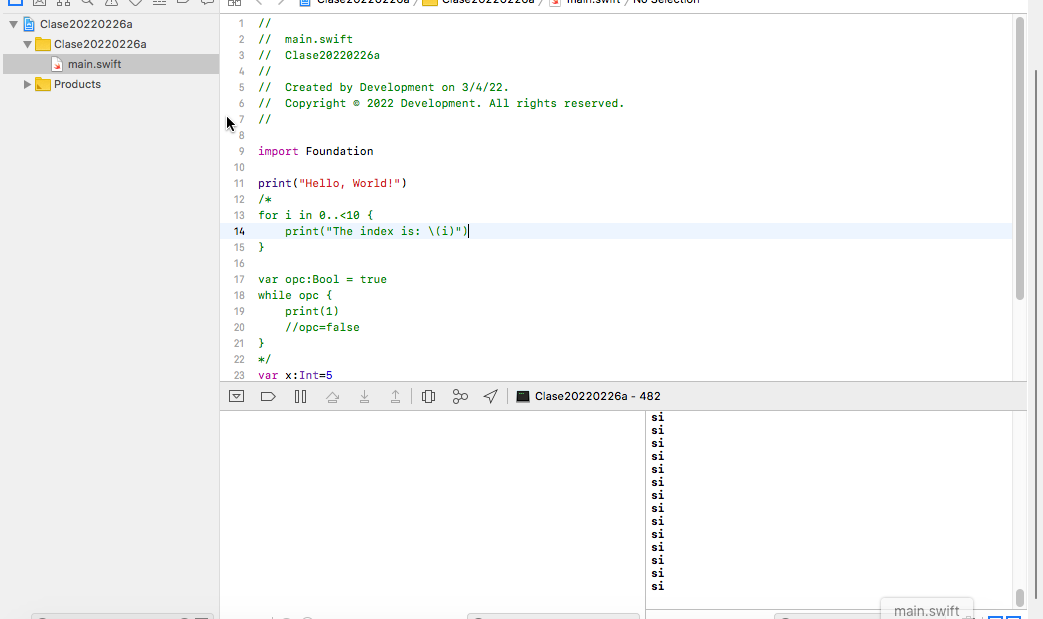 Clase20220226a
Clase20220226a
main.swift
Products
Clase20220226a
Clase20220226a
main.swift
No Selection
1 //
2 //  main.swift
3 //  Clase20220226a
4 //
5 //  Created by Development on 3/4/22.
6 //  Copyright © 2022 Development. All rights reserved.
7 //
8
9 import Foundation
10
11 print("Hello, World!")
12 /*
13 for i in 0..<10 {
14     print("The index is: \(i)")
15 }
16
17 var opc:Bool = true
18 while opc {
19     print(1)
20     //opc=false
21 }
22 */
23 var x:Int=5
Clase20220226a - 482
si
si
si
si
si
si
si
si
si
si
si
si
si
si
main.swift